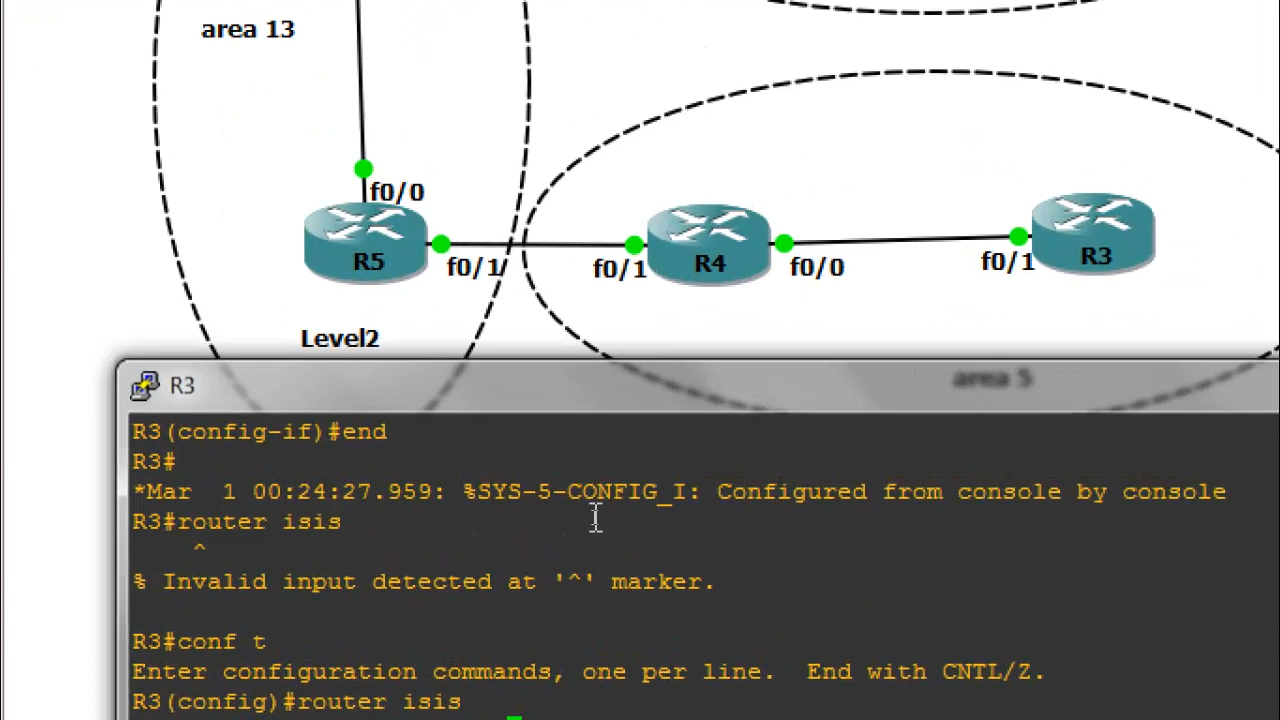 area 13
f0/0
R5
f0/1
f0/1
R4
f0/0
f0/1
R3
Level2
area 5
R3
R3(config-if)#end
R3#
*Mar  1 00:24:27.959: %SYS-5-CONFIG_I: Configured from console by console
R3#router isis
    ^
% Invalid input detected at '^' marker.
R3#conf t
Enter configuration commands, one per line.  End with CNTL/Z.
R3(config)#router isis